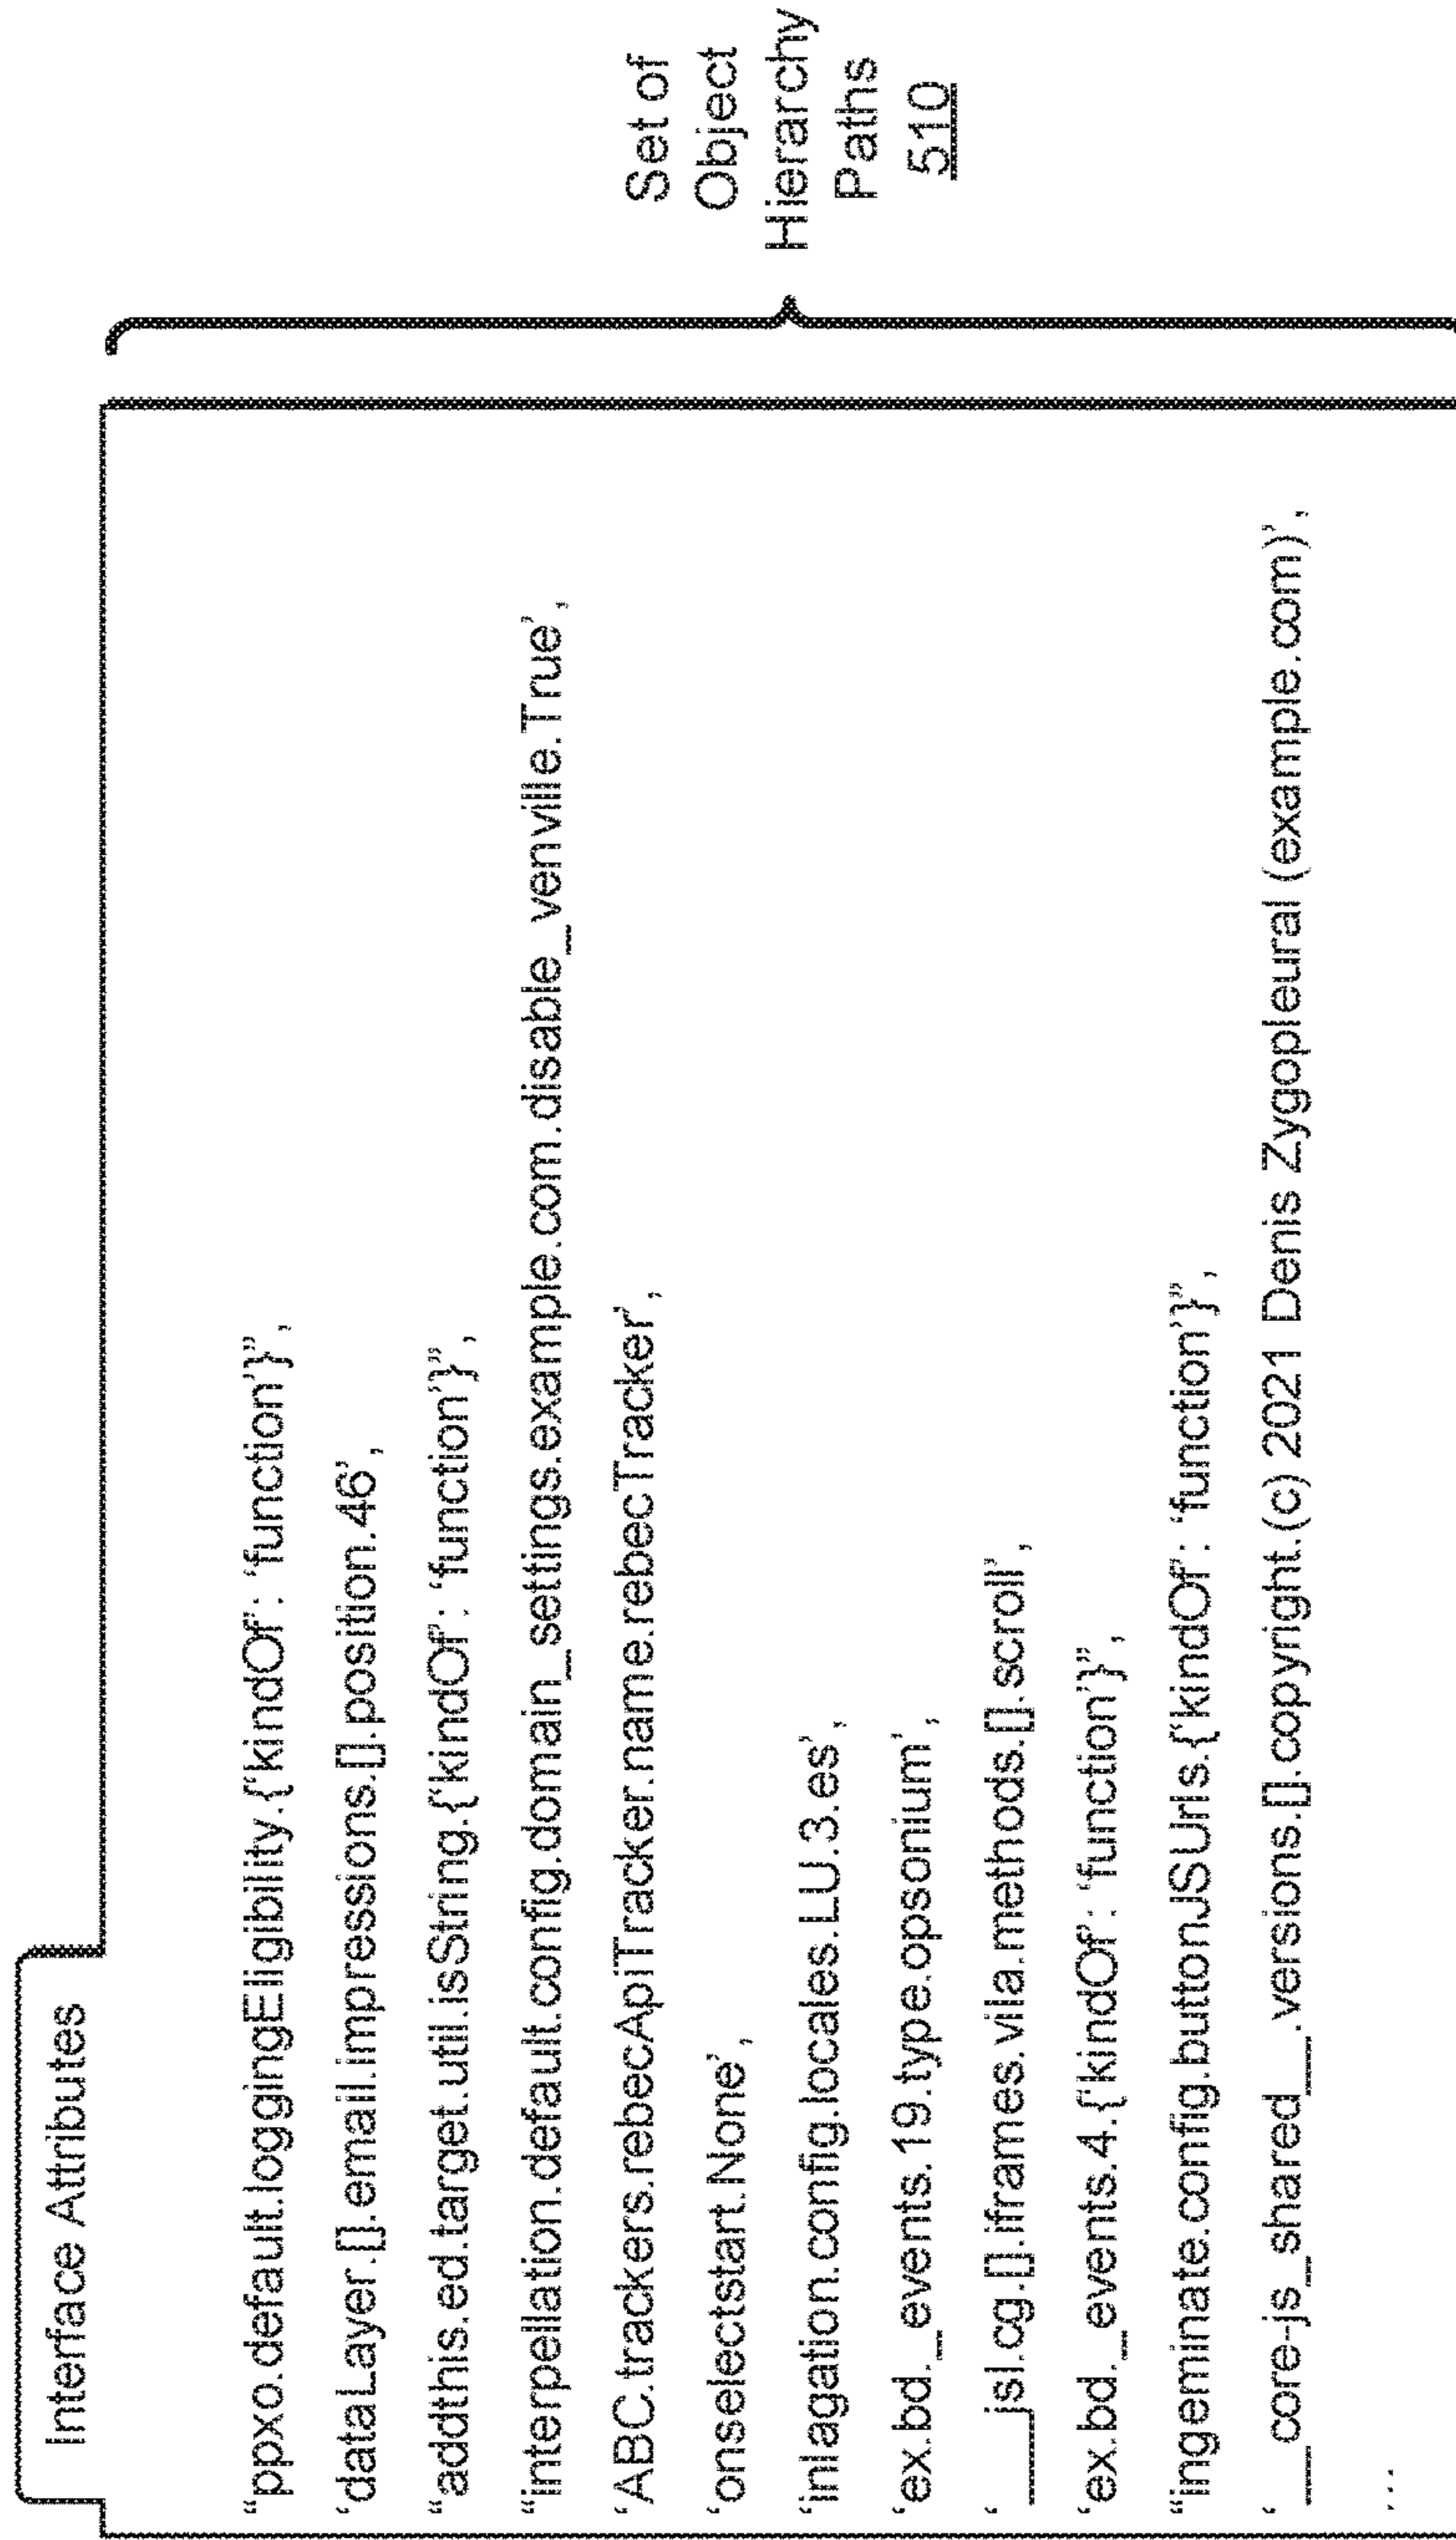 Interface Attributes
“ppxo.default.loggingEligibility.{‘kindOf’: ‘function’}”,
‘dataLayer.[].email.impressions.[].position.46’,
“addthis.ed.target.util.isString.{‘kindOf’: ‘function’}”,
“interpellation.default.config.domain_settings.example.com.disable_venville.True’,
‘ABC.trackers.rebecApiTracker.name.rebecTracker’,
‘onselectstart.None’,
‘inlagation.config.locales.LU.3.es’,
‘ex.bd._events.19.type.opsonium’,
‘___jsl.cg.[].iframes.vila.methods.[].scroll’,
‘ex.bd._events.4.{‘kindOf’: ‘function’}”,
“ingeminate.config.buttonJSUrls.{‘kindOf’: ‘function’}”,
‘__core-js_shared__.versions.[].copyright.(c) 2021 Denis Zygopleural (example.com)’,
...
Set of
Object
Hierarchy
Paths
510